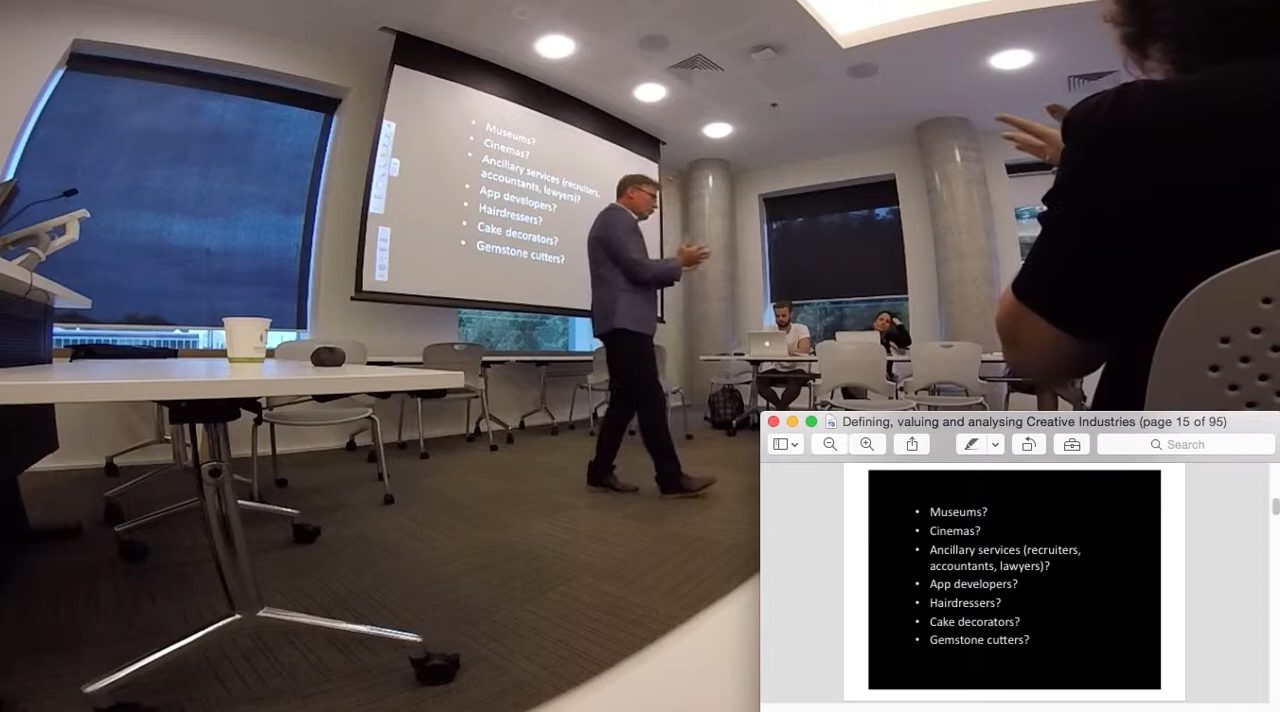 • Museums?
• Cinemas?
• Ancillary services (recruiters,
accountants, lawyers)?
• App developers?
• Hairdressers?
• Cake decorators?
• Gemstone cutters?
Defining, valuing and analysing Creative Industries (page 15 of 95)
Search
• Museums?
• Cinemas?
• Ancillary services (recruiters,
accountants, lawyers)?
• App developers?
• Hairdressers?
• Cake decorators?
• Gemstone cutters?